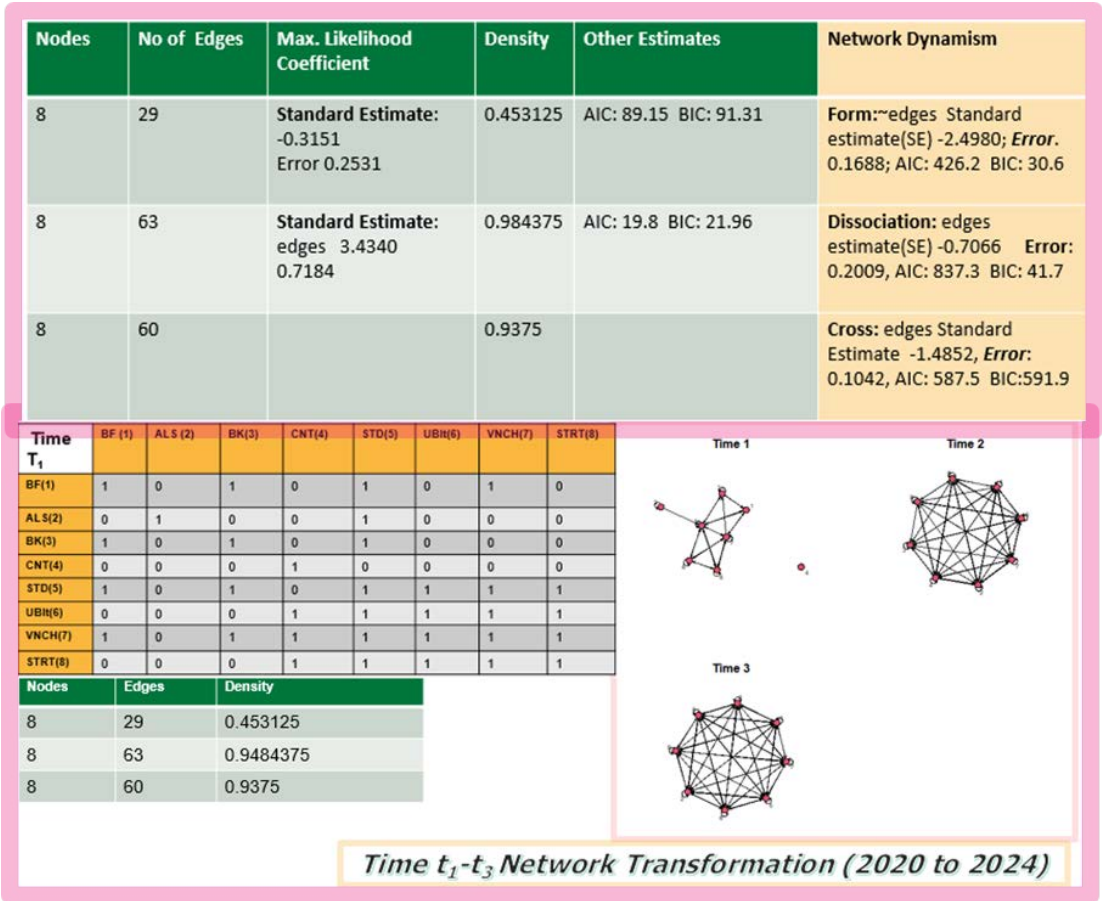 Nodes No of Edges Max. Likelihood Coefficient Density Other Estimates Network Dynamism
8 29 Standard Estimate: -0.3151 Error 0.2531 0.453125 AIC: 89.15 BIC: 91.31 Form:~edges Standard estimate(SE) -2.4980; Error. 0.1688; AIC: 426.2 BIC: 30.6
8 63 Standard Estimate: edges 3.4340 0.7184 0.984375 AIC: 19.8 BIC: 21.96 Dissociation: edges estimate(SE) -0.7066 Error: 0.2009, AIC: 837.3 BIC: 41.7
8 60 0.9375 Cross: edges Standard Estimate -1.4852, Error: 0.1042, AIC: 587.5 BIC:591.9
Time T₁ BF (1) ALS (2) BK(3) CNT(4) STD(5) UBIt(6) VNCH(7) STRT(8)
BF(1) 1 0 1 0 1 0 1 0
ALS(2) 0 1 0 0 1 0 0 0
BK(3) 1 0 1 0 1 0 0 0
CNT(4) 0 0 0 1 0 0 0 0
STD(5) 1 0 1 0 1 1 1 1
UBIt(6) 0 0 0 1 1 1 1 1
VNCH(7) 1 0 1 1 1 1 1 1
STRT(8) 0 0 0 1 1 1 1 1
Nodes Edges Density
8 29 0.453125
8 63 0.9484375
8 60 0.9375
Time 1
Time 2
Time 3
Time t₁-t₃ Network Transformation (2020 to 2024)